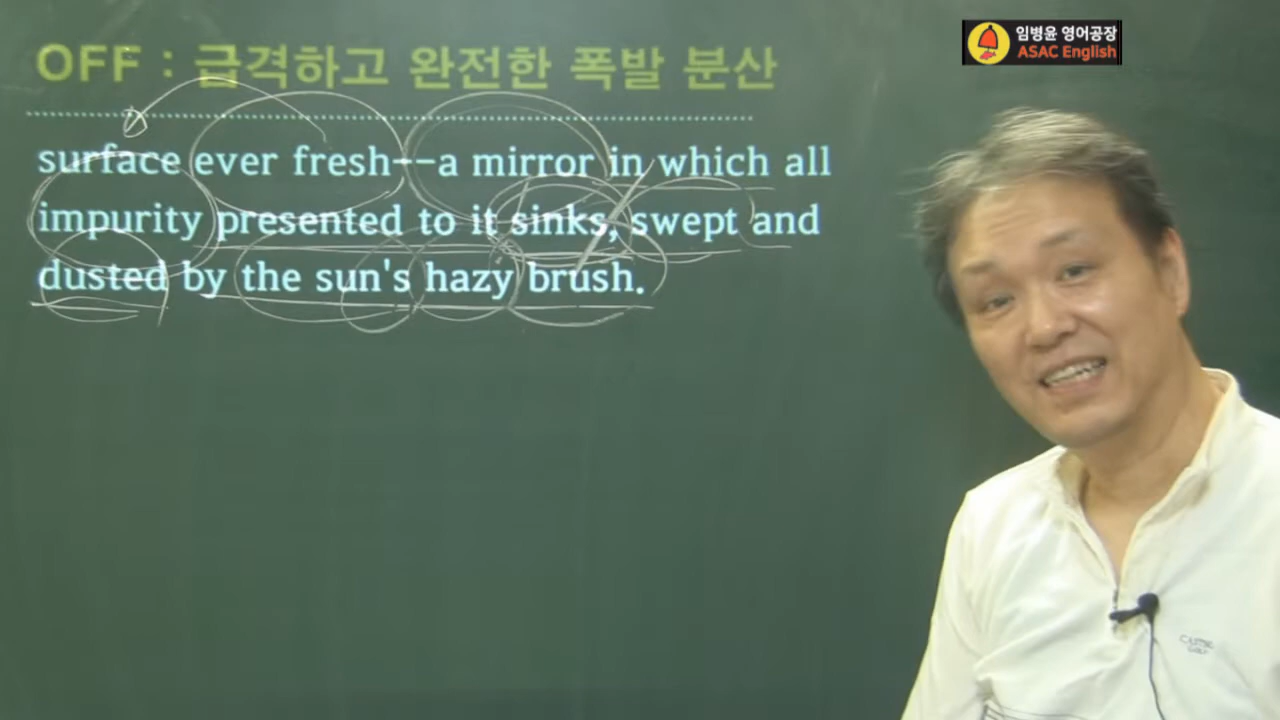 임병윤 영어공장
ASAC English
OFF : 급격하고 완전한 폭발 분산
surface ever fresh--a mirror in which all
impurity presented to it sinks, swept and
dusted by the sun's hazy brush.